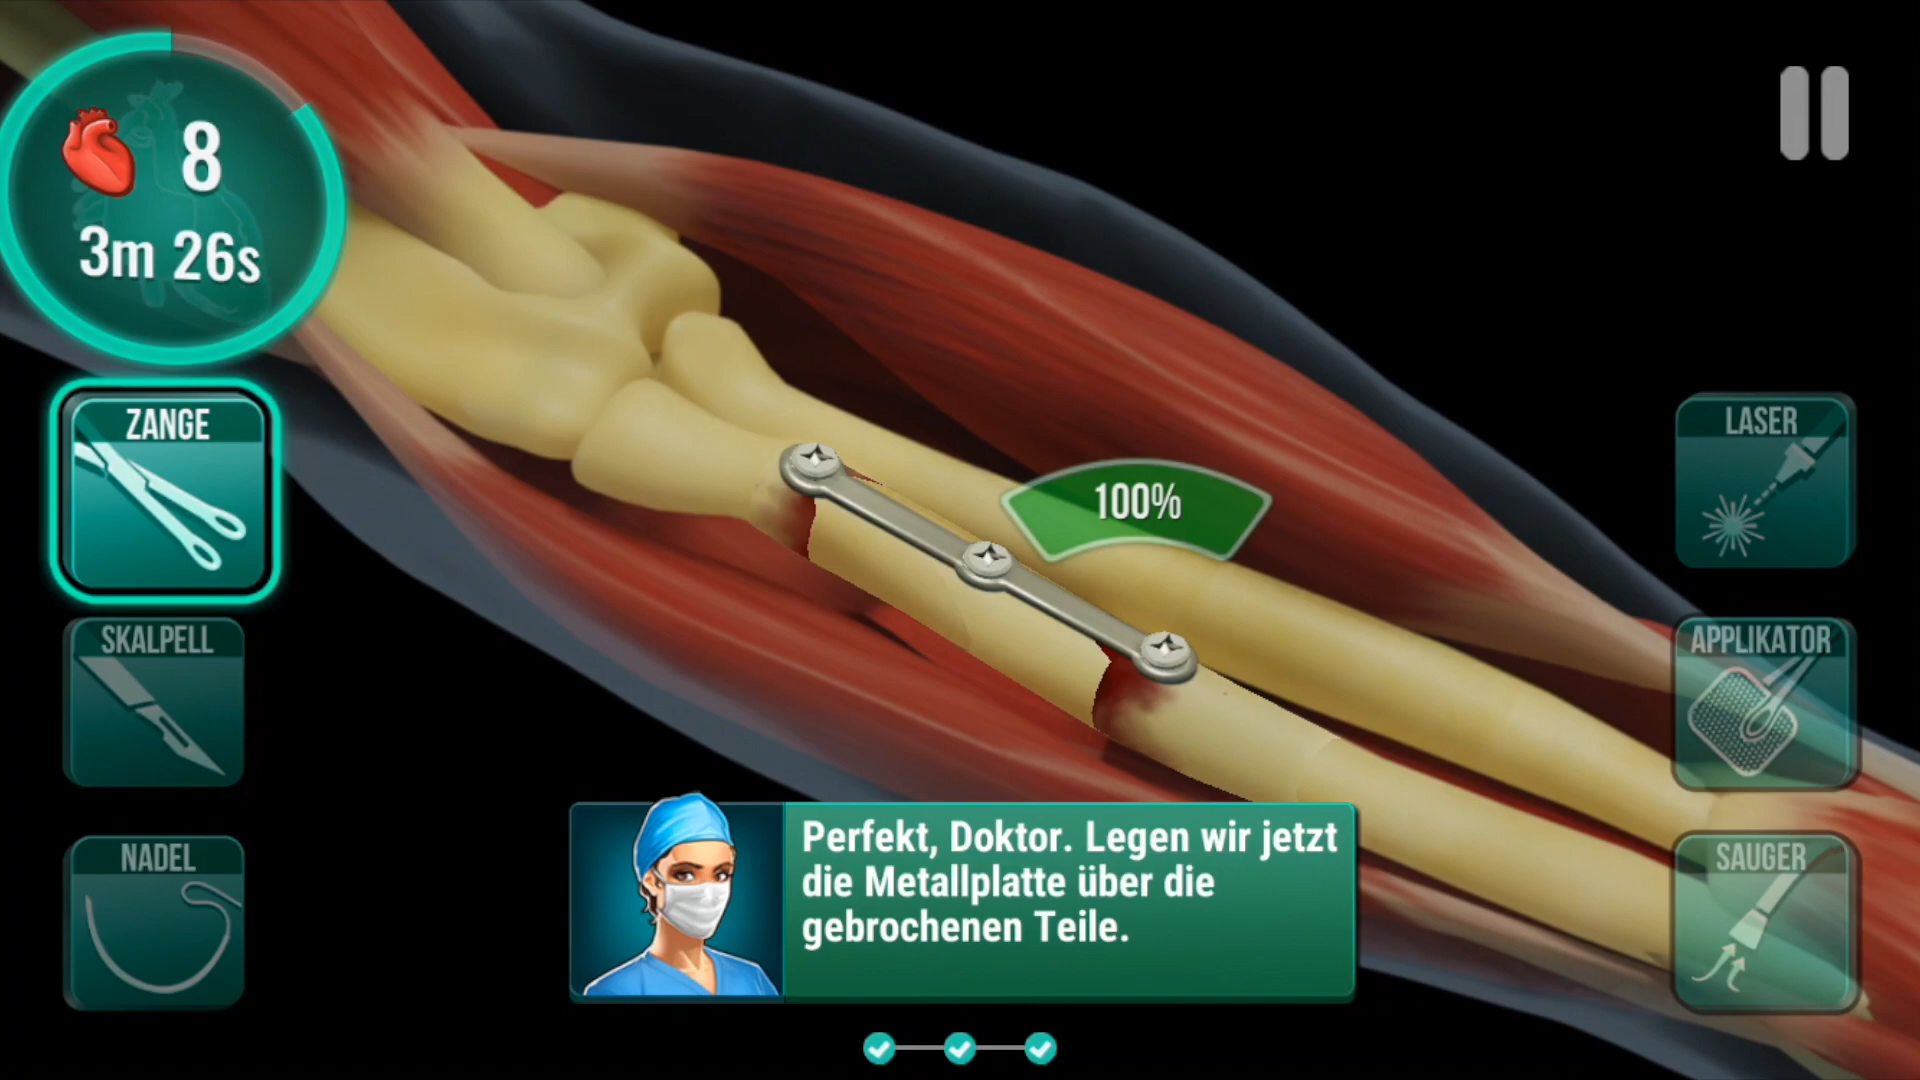 8
3m 26s
ZANGE
SKALPELL
NADEL
100%
LASER
APPLIKATOR
SAUGER
Perfekt, Doktor. Legen wir jetzt
die Metallplatte über die
gebrochenen Teile.